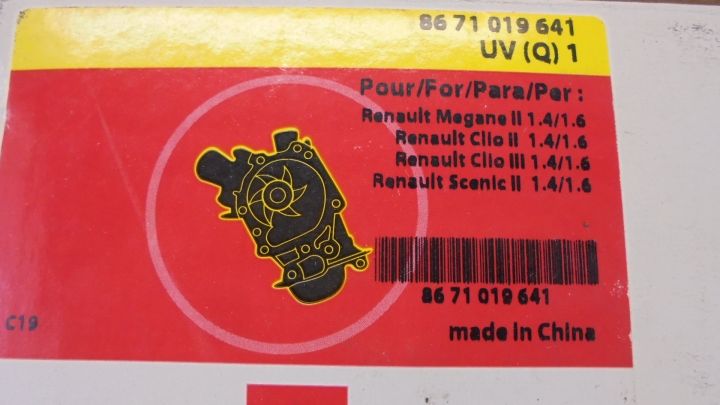 86 71 019 641
UV (Q) 1
Pour/For/Para/Per :
Renault Megane II 1.4/1.6
Renault Clio II 1.4/1.6
Renault Clio III 1.4/1.6
Renault Scenic II 1.4/1.6
86 71 019 641
C19
made in China